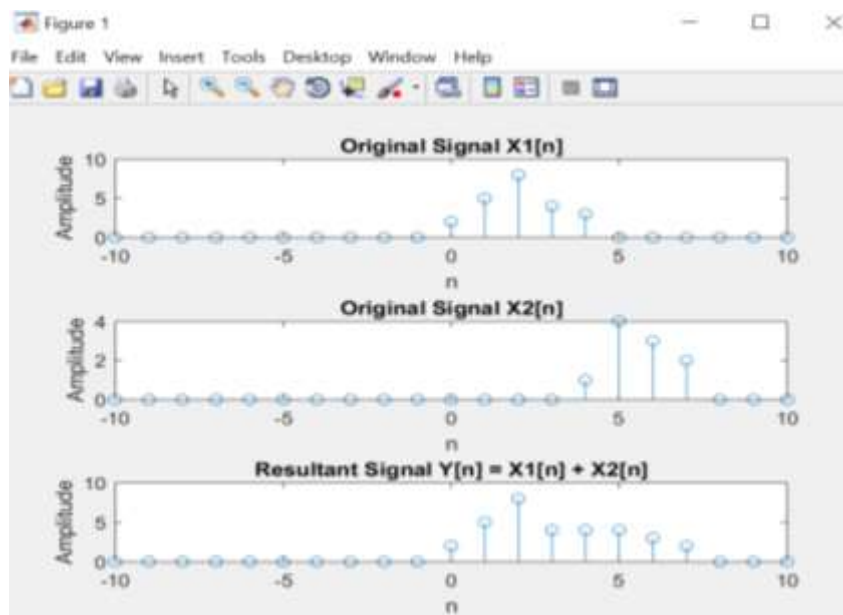 Figure 1
File Edit View Insert Tools Desktop Window Help
Original Signal X1[n]
Amplitude
10
5
0
-10 -5 0 5 10
n
Original Signal X2[n]
Amplitude
4
2
0
-10 -5 0 5 10
n
Resultant Signal Y[n] = X1[n] + X2[n]
Amplitude
10
5
0
-10 -5 0 5 10
n